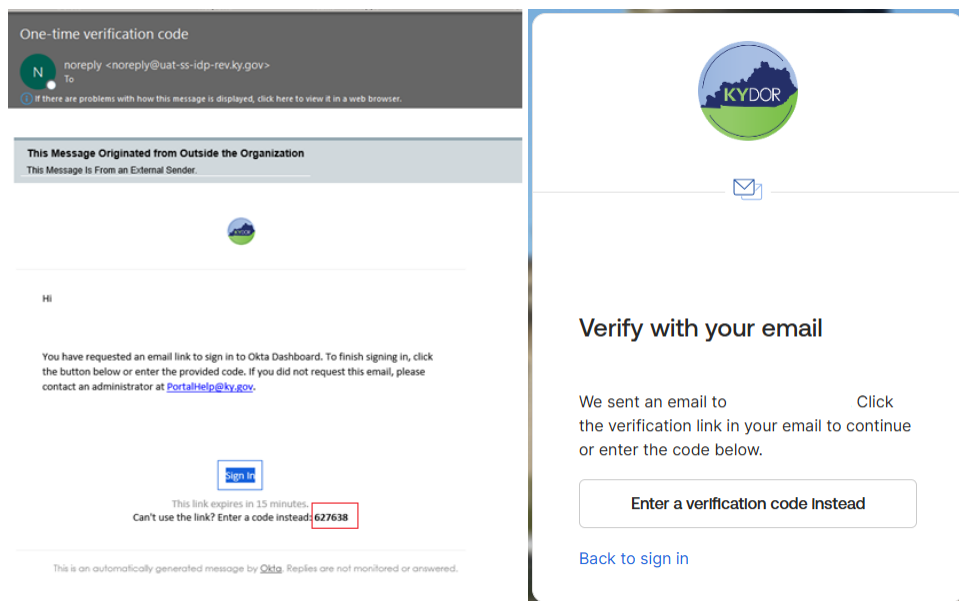 One-time verification code
N
noreply <noreply@uat-ss-idp-rev.ky.gov>
To
If there are problems with how this message is displayed, click here to view it in a web browser.
This Message Originated from Outside the Organization
This Message Is From an External Sender.
KYDOR
Hi
You have requested an email link to sign in to Okta Dashboard. To finish signing in, click
the button below or enter the provided code. If you did not request this email, please
contact an administrator at PortalHelp@ky.gov.
Sign In
This link expires in 15 minutes.
Can't use the link? Enter a code instead: 627638
This is an automatically generated message by Okta. Replies are not monitored or answered.
KYDOR
Verify with your email
We sent an email to Click
the verification link in your email to continue
or enter the code below.
Enter a verification code instead
Back to sign in